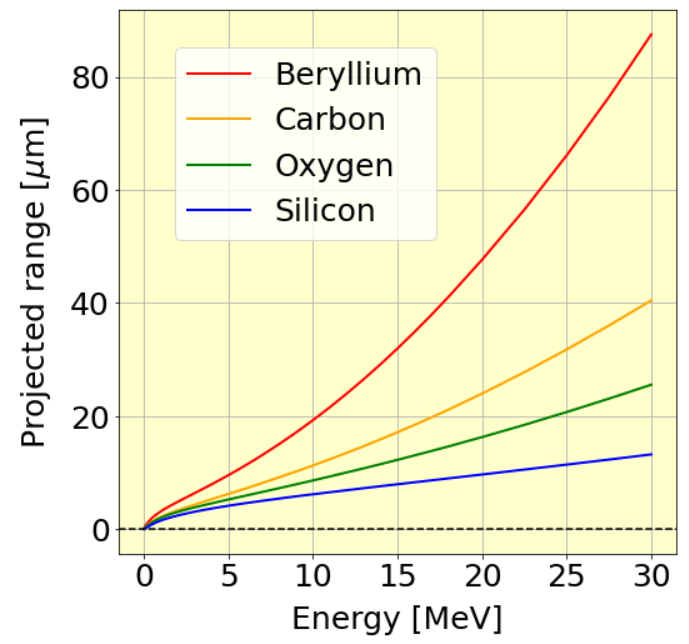 Projected range [μm]
80
60
40
20
0
Beryllium
Carbon
Oxygen
Silicon
0 5 10 15 20 25 30
Energy [MeV]